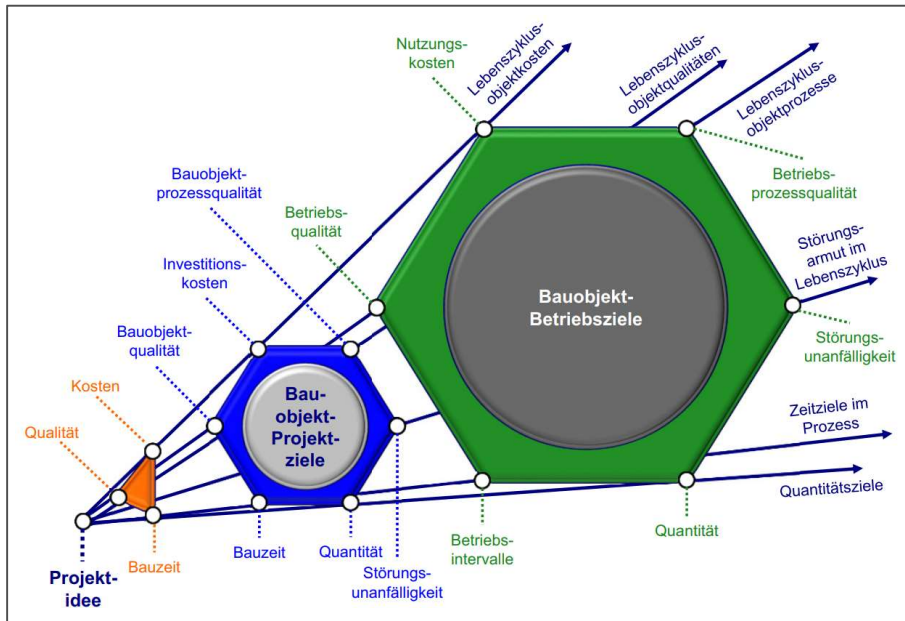 Nutzungs-
kosten
Lebenszyklus-
objektkosten
Lebenszyklus-
objektqualitäten
Lebenszyklus-
objektprozesse
Bauobjekt-
prozessqualität
Betriebs-
qualität
Betriebs-
prozessqualität
Störungs-
armut im
Lebenszyklus
Investitions-
kosten
Bauobjekt-
qualität
Bauobjekt-
Betriebsziele
Störungs-
unanfälligkeit
Kosten
Qualität
Bau-
objekt-
Projekt-
ziele
Zeitziele im
Prozess
Quantitätsziele
Projekt-
idee
Bauzeit
Bauzeit
Quantität
Störungs-
unanfälligkeit
Betriebs-
intervalle
Quantität